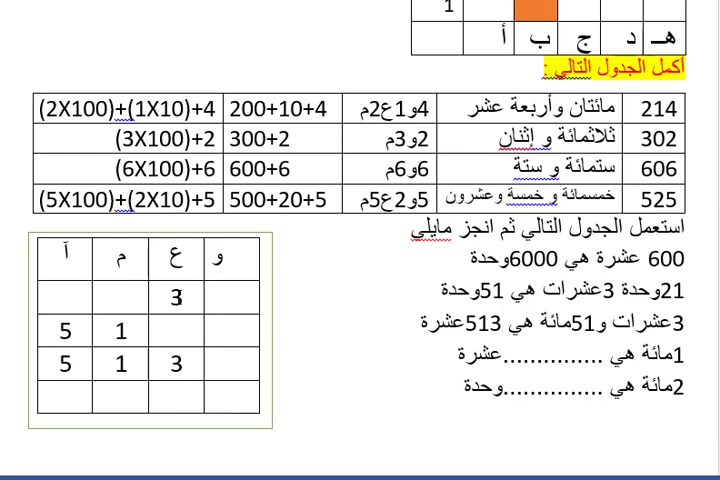 1
هـ د ج ب أ
أكمل الجدول التالي :
214 مائتان وأربعة عشر 4و1ع2م 200+10+4 (2X100)+(1X10)+4
302 ثلاثمائة و إثنان 2و3م 300+2 (3X100)+2
606 ستمائة و ستة 6و6م 600+6 (6X100)+6
525 خمسمائة و خمسة وعشرون 5و2ع5م 500+20+5 (5X100)+(2X10)+5
استعمل الجدول التالي ثم انجز مايلي
600 عشرة هي 6000وحدة
21وحدة 3عشرات هي 51وحدة
3عشرات و51مائة هي 513عشرة
1مائة هي ...............عشرة
2مائة هي ...............وحدة
و ع م آ
3
1 5
3 1 5